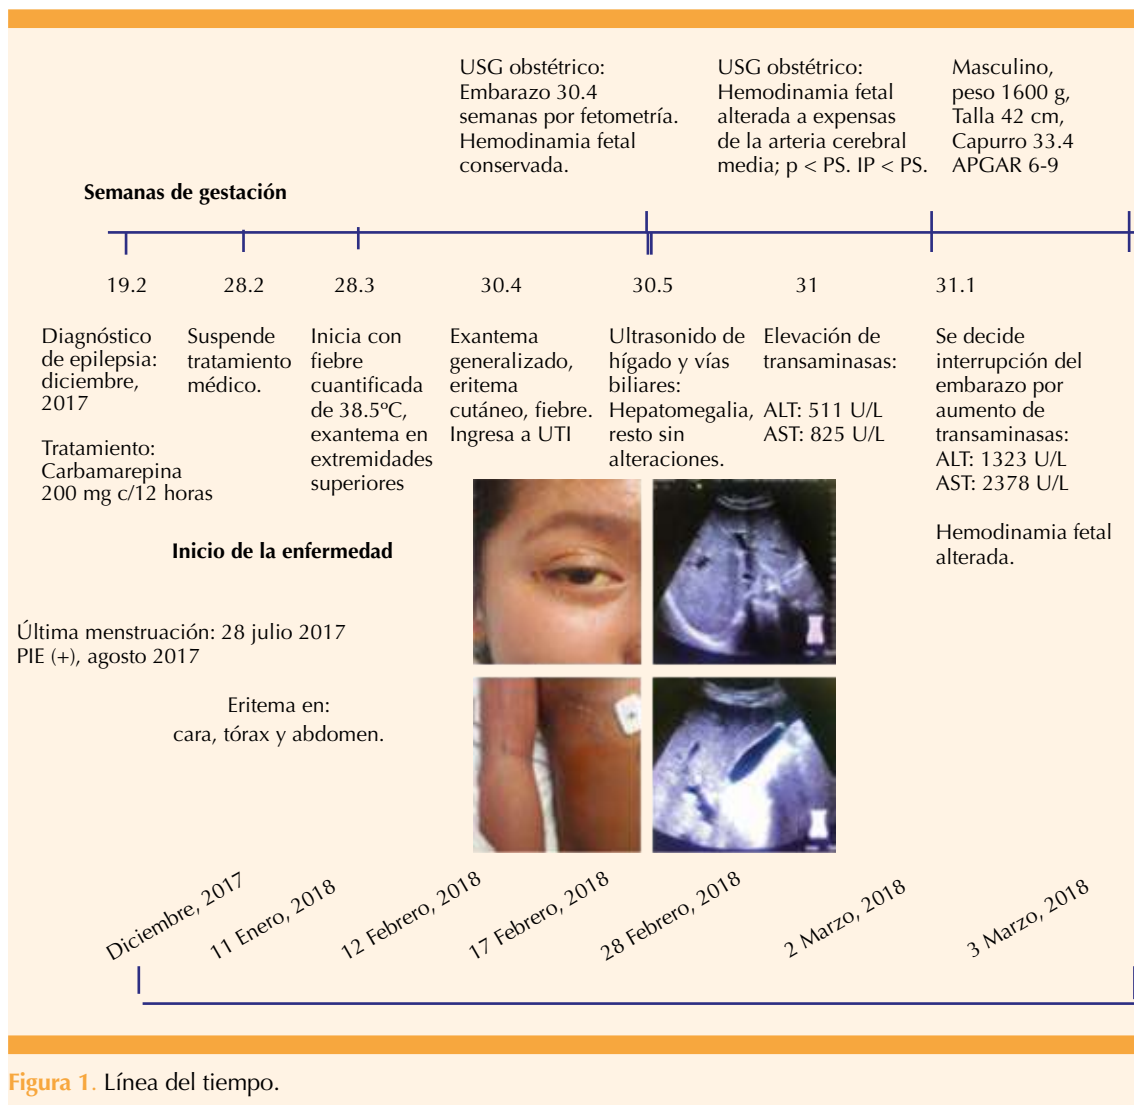 USG obstétrico:
Embarazo 30.4
semanas por fetometría.
Hemodinamia fetal
conservada.
USG obstétrico:
Hemodinamia fetal
alterada a expensas
de la arteria cerebral
media; p < PS. IP < PS.
Masculino,
peso 1600 g,
Talla 42 cm,
Capurro 33.4
APGAR 6-9
Semanas de gestación
19.2
28.2
28.3
30.4
30.5
31
31.1
Diagnóstico
de epilepsia:
diciembre,
2017
Tratamiento:
Carbamarepina
200 mg c/12 horas
Suspende
tratamiento
médico.
Inicia con
fiebre
cuantificada
de 38.5ºC,
exantema en
extremidades
superiores
Exantema
generalizado,
eritema
cutáneo, fiebre.
Ingresa a UTI
Ultrasonido de
hígado y vías
biliares:
Hepatomegalia,
resto sin
alteraciones.
Elevación de
transaminasas:
ALT: 511 U/L
AST: 825 U/L
Se decide
interrupción del
embarazo por
aumento de
transaminasas:
ALT: 1323 U/L
AST: 2378 U/L
Hemodinamia fetal
alterada.
Inicio de la enfermedad
Última menstruación: 28 julio 2017
PIE (+), agosto 2017
Eritema en:
cara, tórax y abdomen.
Diciembre, 2017
11 Enero, 2018
12 Febrero, 2018
17 Febrero, 2018
28 Febrero, 2018
2 Marzo, 2018
3 Marzo, 2018
Figura 1. Línea del tiempo.